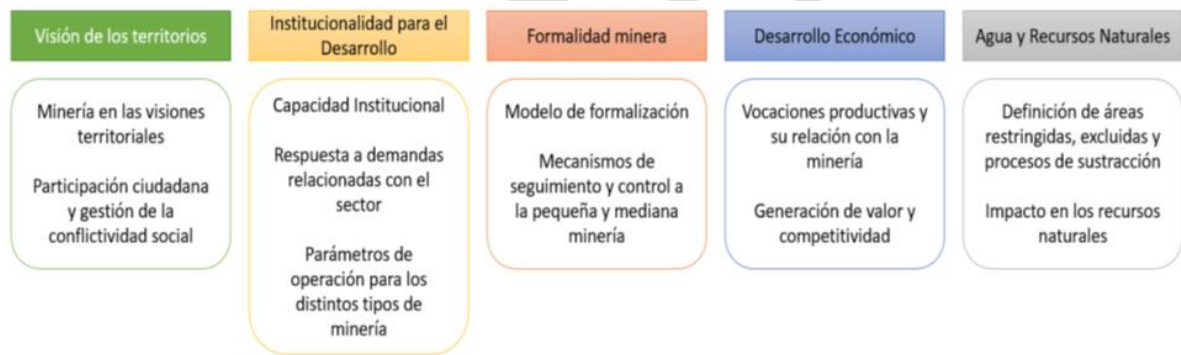 Visión de los territorios
Minería en las visiones
territoriales
Participación ciudadana
y gestión de la
conflictividad social
Institucionalidad para el
Desarrollo
Capacidad Institucional
Respuesta a demandas
relacionadas con el
sector
Parámetros de
operación para los
distintos tipos de
minería
Formalidad minera
Modelo de formalización
Mecanismos de
seguimiento y control a
la pequeña y mediana
minería
Desarrollo Económico
Vocaciones productivas y
su relación con la
minería
Generación de valor y
competitividad
Agua y Recursos Naturales
Definición de áreas
restringidas, excluidas y
procesos de sustracción
Impacto en los recursos
naturales